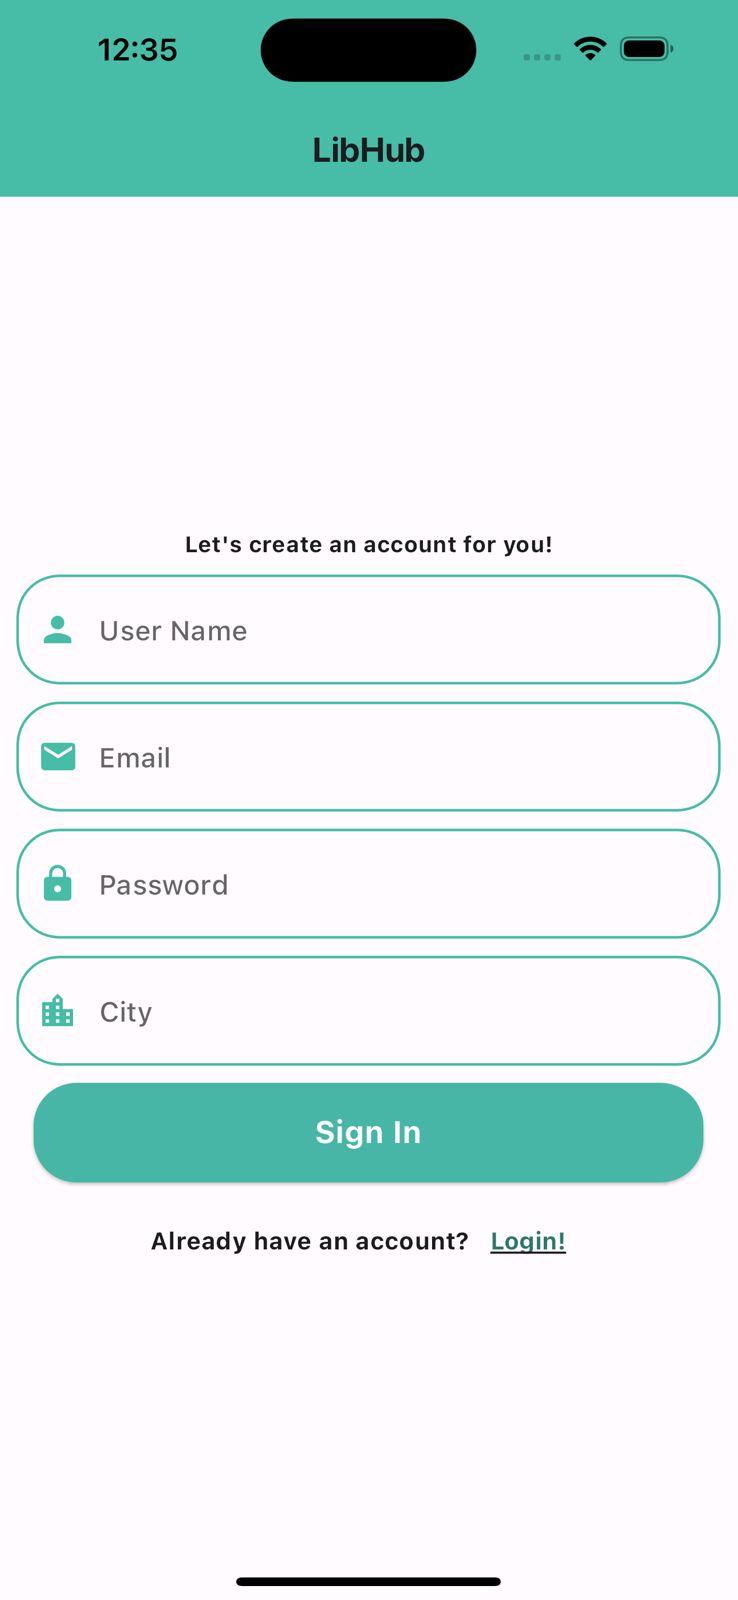 12:35
LibHub
Let's create an account for you!
User Name
Email
Password
City
Sign In
Already have an account? Login!